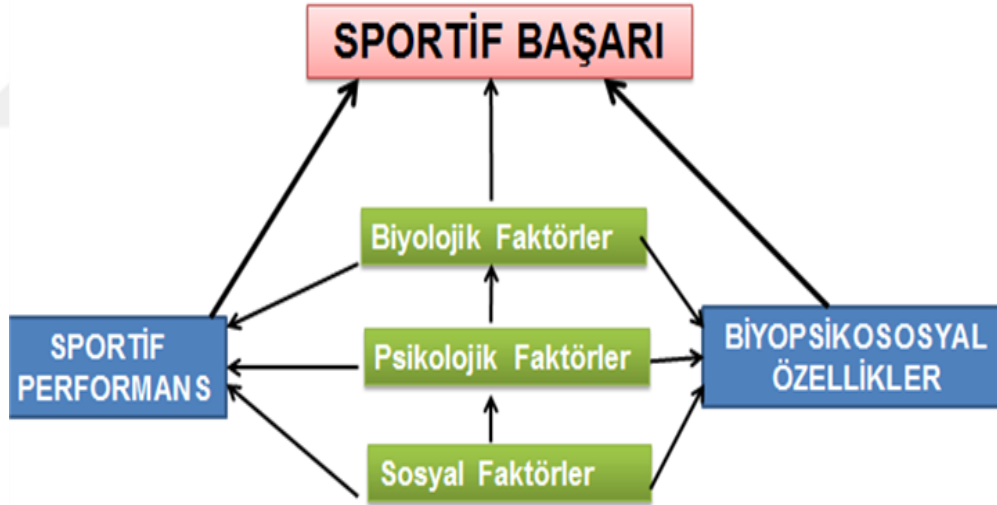 SPORTİF BAŞARI
Biyolojik Faktörler
SPORTİF
PERFORMANS
Psikolojik Faktörler
BİYOPSİKOSOSYAL
ÖZELLİKLER
Sosyal Faktörler